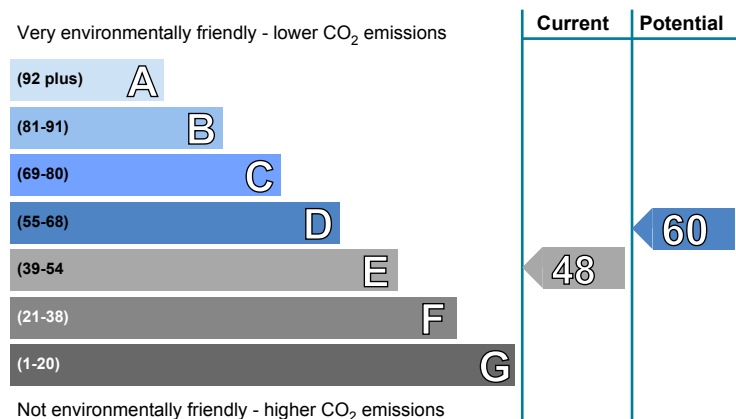 Current Potential
Very environmentally friendly - lower CO₂ emissions
(92 plus) A
(81-91) B
(69-80) C
(55-68) D
60
(39-54 E
48
(21-38) F
(1-20) G
Not environmentally friendly - higher CO₂ emissions